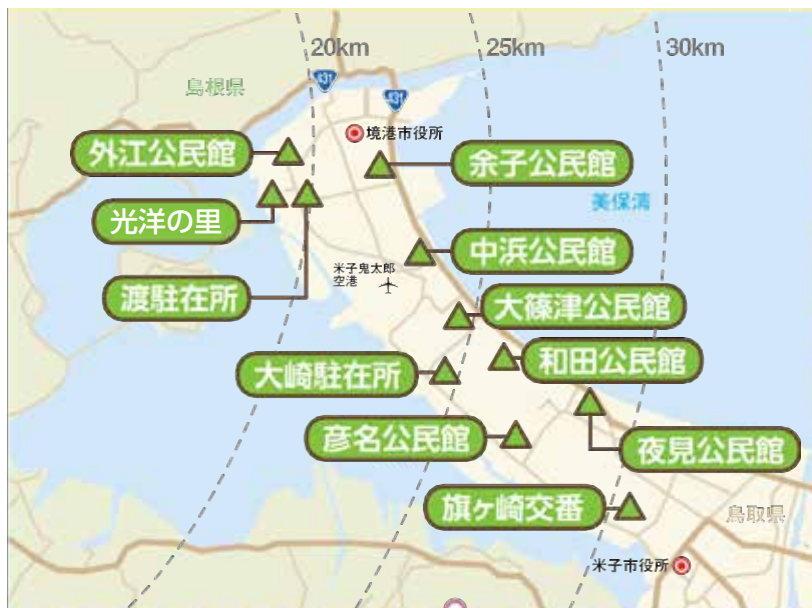 20km
25km
30km
431
島根県
431
境港市役所
外江公民館
余子公民館
光洋の里
美保湾
中浜公民館
米子鬼太郎
空港
渡駐在所
大篠津公民館
大崎駐在所
和田公民館
彦名公民館
夜見公民館
旗ヶ崎交番
鳥取県
米子市役所